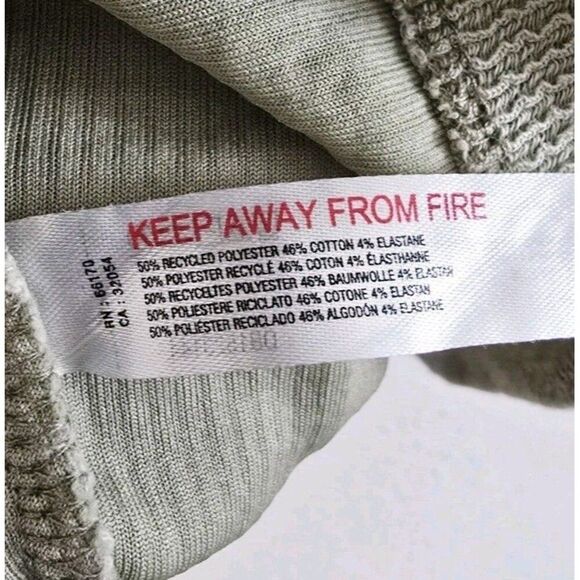 KEEP AWAY FROM FIRE
50% RECYCLED POLYESTER 46% COTTON 4% ELASTANE
50% POLYESTER RECYCLÉ 46% COTON 4% ÉLASTHANNE
50% RECYCELTES POLYESTER 46% BAUMWOLLE 4% ELASTAN
50% POLIESTERE RICICLATO 46% COTONE 4% ELASTAN
50% POLIÉSTER RECICLADO 46% ALGODÓN 4% ELASTANE
RN : 66170
CA : 32054